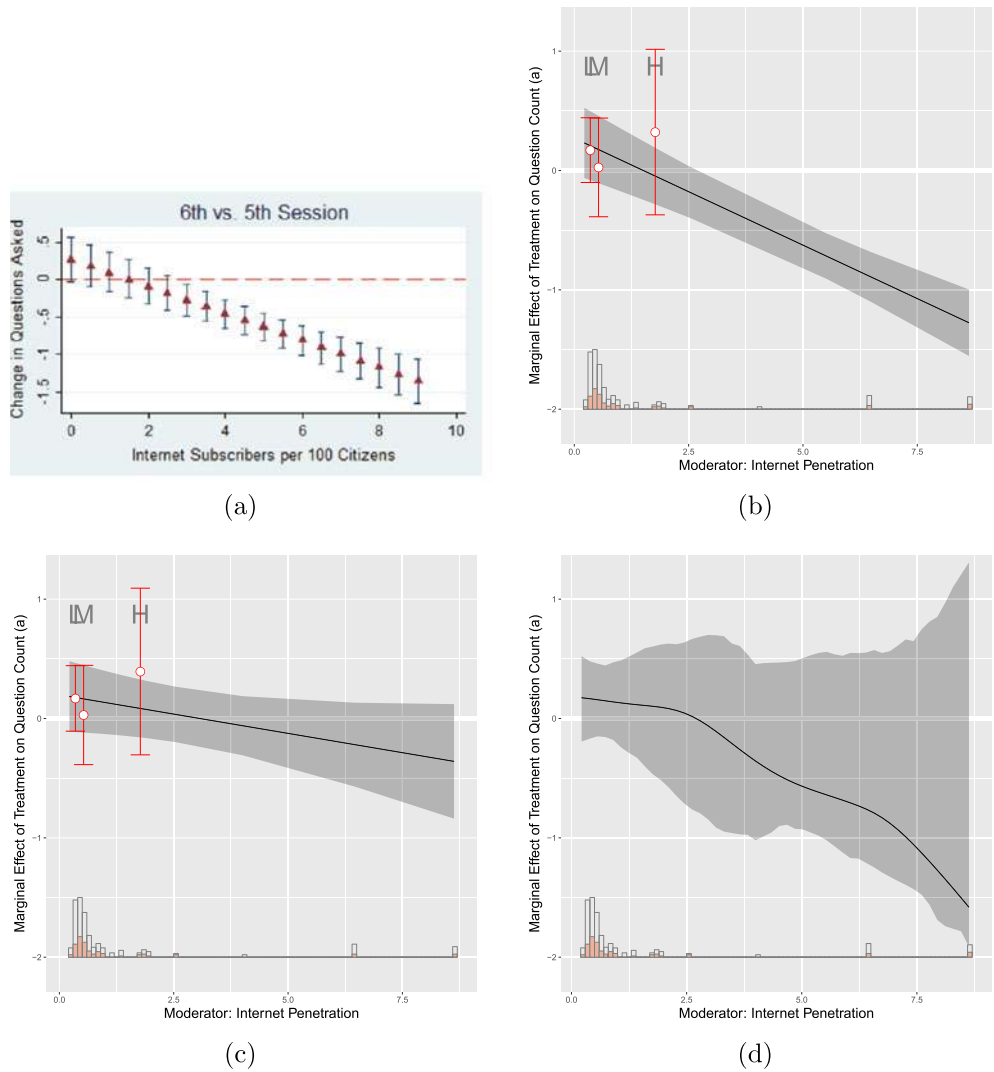 6th vs. 5th Session
Change in Questions Asked
.5
0
-.5
-1
-1.5
0 2 4 6 8 10
Internet Subscribers per 100 Citizens
(a)
Marginal Effect of Treatment on Question Count (a)
L M H
1
0
−1
−2
0.0 2.5 5.0 7.5
Moderator: Internet Penetration
(b)
Marginal Effect of Treatment on Question Count (a)
L M H
1
0
−1
−2
0.0 2.5 5.0 7.5
Moderator: Internet Penetration
(c)
Marginal Effect of Treatment on Question Count (a)
1
0
−1
−2
0.0 2.5 5.0 7.5
Moderator: Internet Penetration
(d)